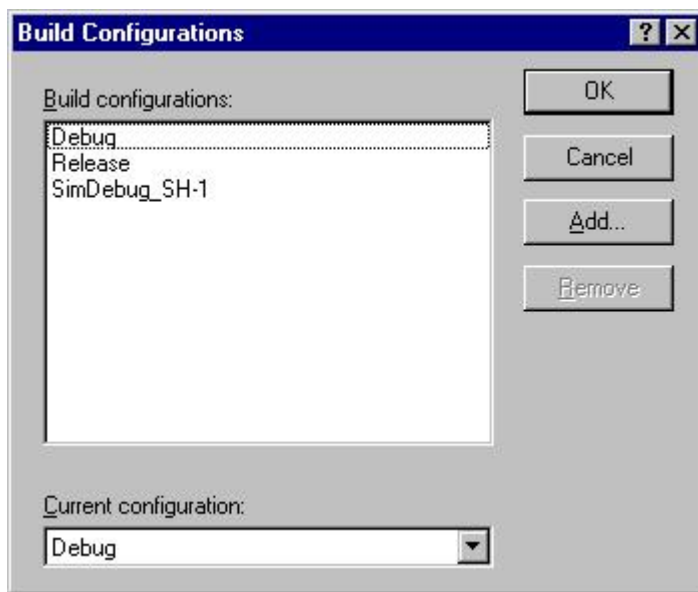 Build Configurations
Build configurations:
Debug
Release
SimDebug_SH-1
OK
Cancel
Add...
Remove
Current configuration:
Debug